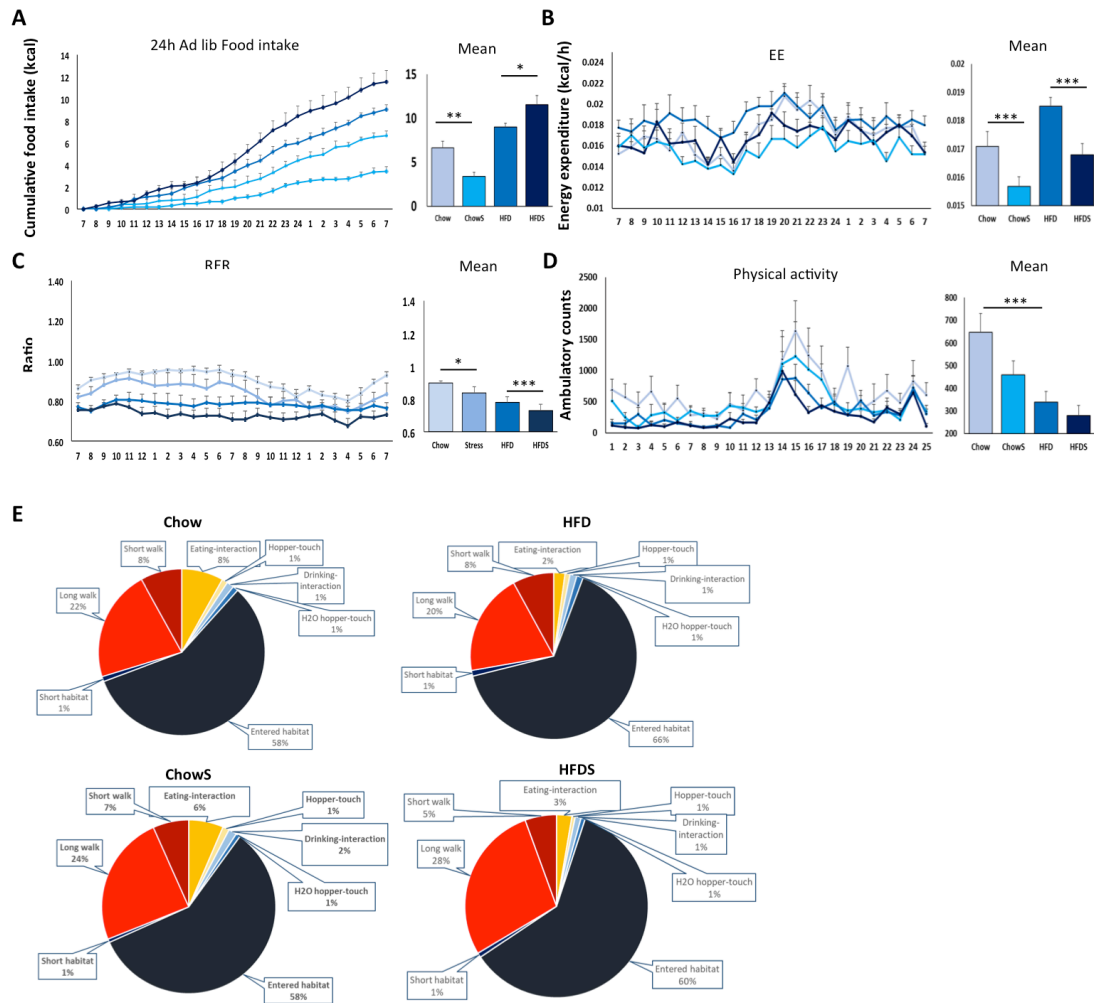 A
24h Ad lib Food intake
Cumulative food intake (kcal)
14
12
10
8
6
4
2
0
7 8 9 10 11 12 13 14 15 16 17 18 19 20 21 22 23 24 1 2 3 4 5 6 7
Mean
15
10
5
0
** *
Chow ChowS HFD HFDS
B
EE
Energy expenditure (kcal/h)
0.024
0.022
0.02
0.018
0.016
0.014
0.012
0.01
7 8 9 10 11 12 13 14 15 16 17 18 19 20 21 22 23 24 1 2 3 4 5 6 7
Mean
0.02
0.019
0.018
0.017
0.016
0.015
*** ***
Chow ChowS HFD HFDS
C
RER
Ratio
1.40
1.20
1.00
0.80
0.60
7 8 9 10 11 12 1 2 3 4 5 6 7 8 9 10 11 12 1 2 3 4 5 6 7
Mean
1.4
1.2
1
0.8
0.6
* ***
Chow Stress HFD HFDS
D
Physical activity
Ambulatory counts
2500
2000
1500
1000
500
0
1 2 3 4 5 6 7 8 9 10 11 12 13 14 15 16 17 18 19 20 21 22 23 24 25
Mean
800
700
600
500
400
300
200
***
Chow ChowS HFD HFDS
E
Chow
Short walk
8%
Eating-interaction
8%
Hopper-touch
1%
Drinking-
interaction
1%
H2O hopper-touch
1%
Long walk
22%
Short habitat
1%
Entered habitat
58%
HFD
Short walk
8%
Eating-interaction
2%
Hopper-touch
1%
Drinking-interaction
1%
H2O hopper-touch
1%
Long walk
20%
Short habitat
1%
Entered habitat
66%
ChowS
Short walk
7%
Eating-interaction
6%
Hopper-touch
1%
Drinking-interaction
2%
H2O hopper-touch
1%
Long walk
24%
Short habitat
1%
Entered habitat
58%
HFDS
Short walk
5%
Eating-interaction
3%
Hopper-touch
1%
Drinking-
interaction
1%
H2O hopper-touch
1%
Long walk
28%
Short habitat
1%
Entered habitat
60%